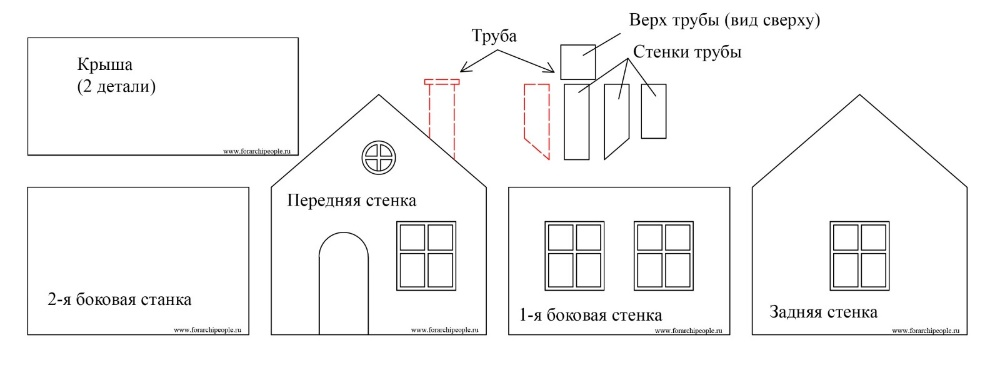 Верх трубы (вид сверху)
Труба
Стенки трубы
Крыша
(2 детали)
www.forarchipeople.ru
Передняя стенка
2-я боковая станка
1-я боковая стенка
Задняя стенка
www.forarchipeople.ru
www.forarchipeople.ru
www.forarchipeople.ru
www.forarchipeople.ru